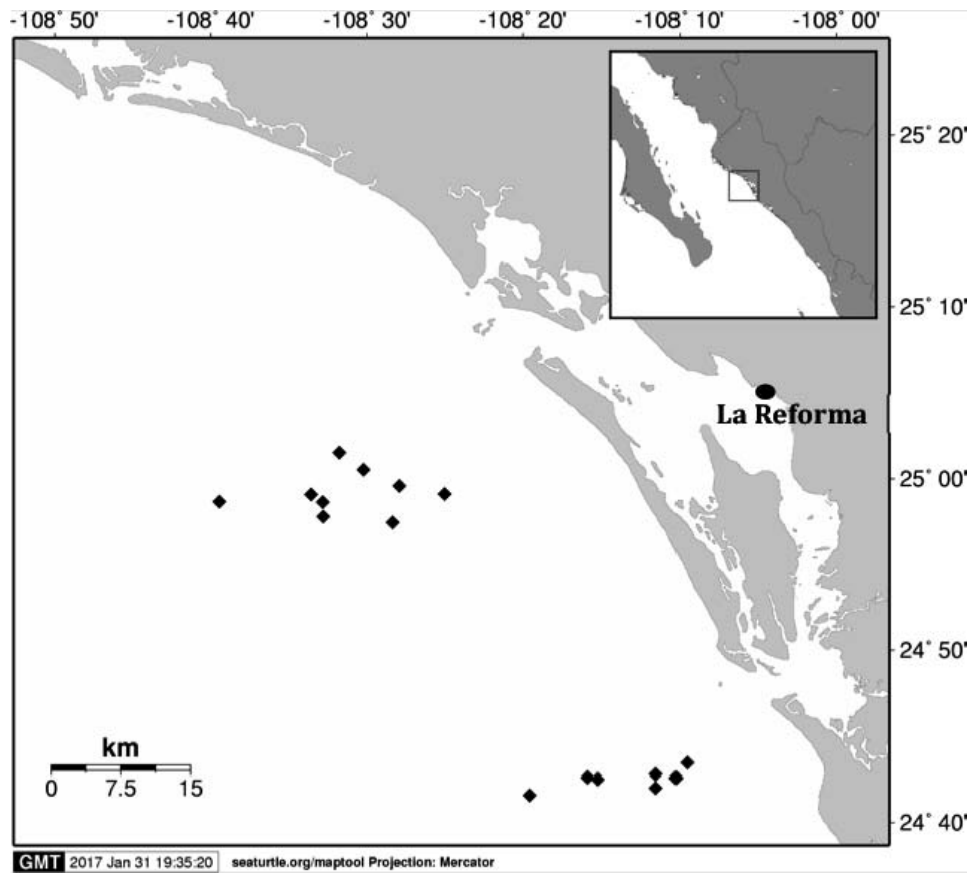 -108˚ 50' -108˚ 40' -108˚ 30' -108˚ 20' -108˚ 10' -108˚ 00'
25˚ 20'
25˚ 10'
La Reforma
25˚ 00'
24˚ 50'
km
0 7.5 15
24˚ 40'
GMT 2017 Jan 31 19:35:20 seaturtle.org/maptool Projection: Mercator